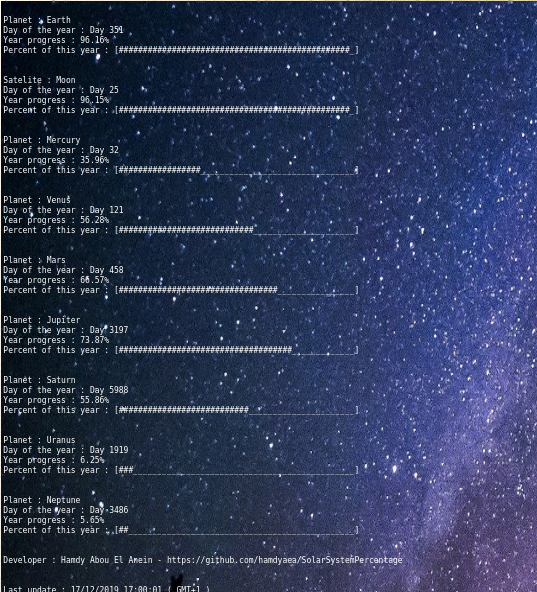 Planet : Earth
Day of the year : Day 351
Year progress : 96.16%
Percent of this year : [################################################_]
Satelite : Moon
Day of the year : Day 25
Year progress : 96.15%
Percent of this year : [################################################_]
Planet : Mercury
Day of the year : Day 32
Year progress : 35.96%
Percent of this year : [#################________________________________]
Planet : Venus
Day of the year : Day 121
Year progress : 56.28%
Percent of this year : [############################_____________________]
Planet : Mars
Day of the year : Day 458
Year progress : 66.57%
Percent of this year : [#################################________________]
Planet : Jupiter
Day of the year : Day 3197
Year progress : 73.87%
Percent of this year : [####################################_____________]
Planet : Saturn
Day of the year : Day 5988
Year progress : 55.86%
Percent of this year : [###########################______________________]
Planet : Uranus
Day of the year : Day 1919
Year progress : 6.25%
Percent of this year : [###______________________________________________]
Planet : Neptune
Day of the year : Day 3486
Year progress : 5.65%
Percent of this year : [##_______________________________________________]
Developer : Hamdy Abou El Anein - https://github.com/hamdyaea/SolarSystemPercentage
Last update : 17/12/2019 17:00:01 ( GMT+1 )